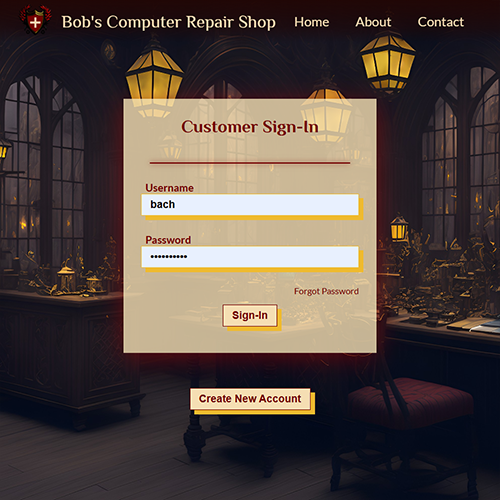 Bob's Computer Repair Shop Home About Contact
Customer Sign-In
Username
bach
Password
••••••••••
Forgot Password
Sign-In
Create New Account